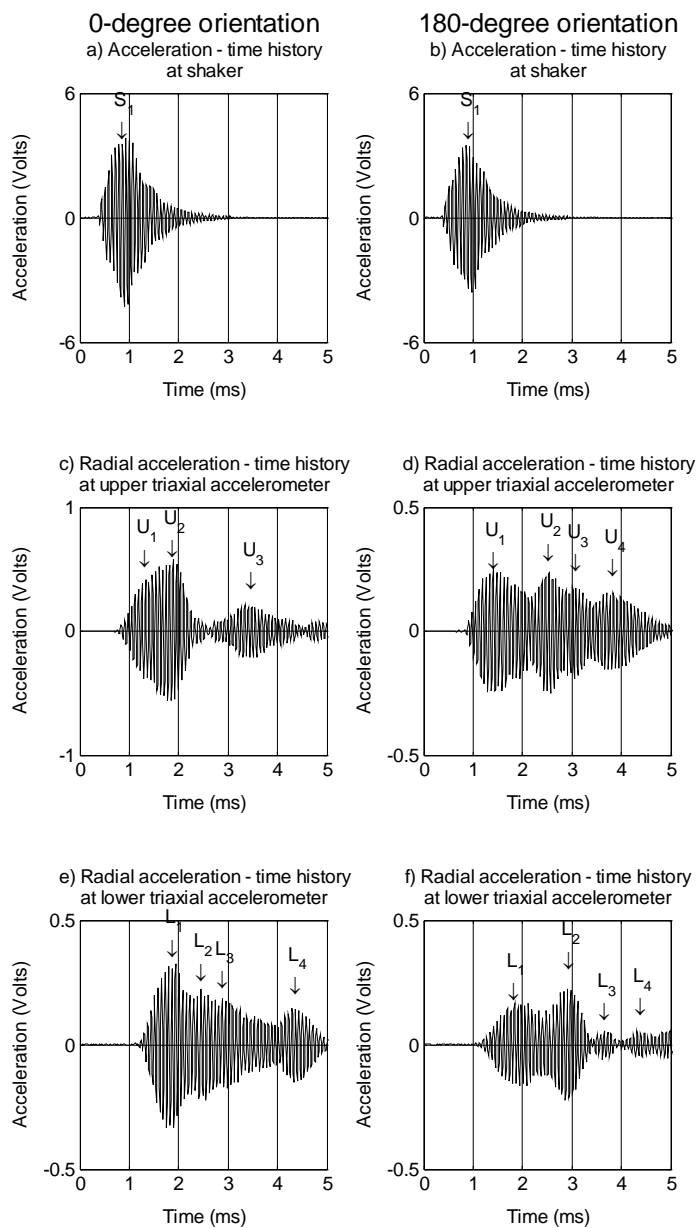 0-degree orientation
a) Acceleration - time history
at shaker
6
S1
Acceleration (Volts)
0
-6
0 1 2 3 4 5
Time (ms)
180-degree orientation
b) Acceleration - time history
at shaker
6
S1
Acceleration (Volts)
0
-6
0 1 2 3 4 5
Time (ms)
c) Radial acceleration - time history
at upper triaxial accelerometer
1
U1 U2 U3
Acceleration (Volts)
0
-1
0 1 2 3 4 5
Time (ms)
d) Radial acceleration - time history
at upper triaxial accelerometer
0.5
U1 U2 U3 U4
Acceleration (Volts)
0
-0.5
0 1 2 3 4 5
Time (ms)
e) Radial acceleration - time history
at lower triaxial accelerometer
0.5
L1 L2 L3 L4
Acceleration (Volts)
0
-0.5
0 1 2 3 4 5
Time (ms)
f) Radial acceleration - time history
at lower triaxial accelerometer
0.5
L1 L2 L3 L4
Acceleration (Volts)
0
-0.5
0 1 2 3 4 5
Time (ms)